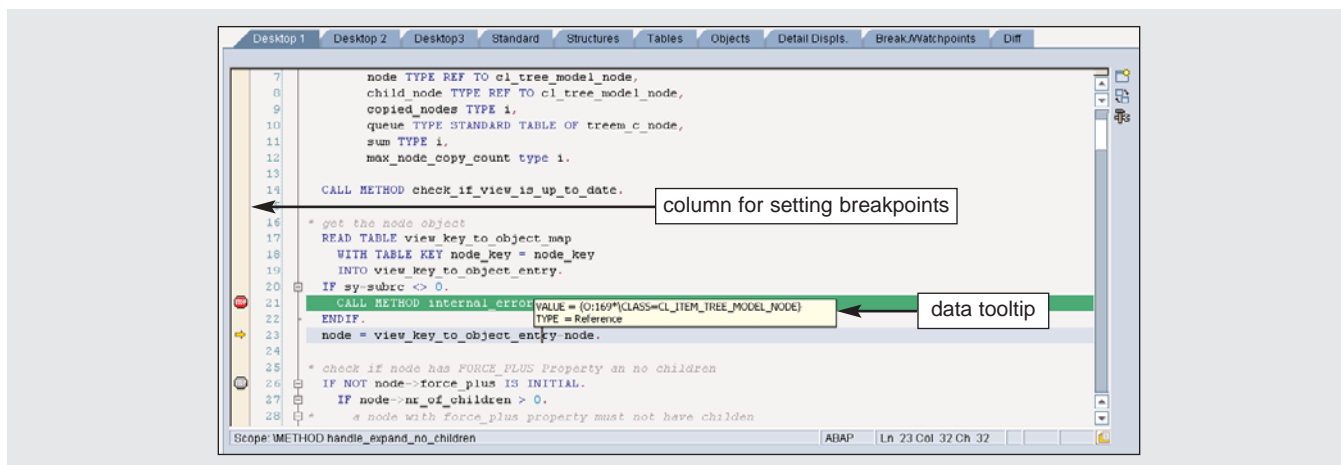 Desktop 1 Desktop 2 Desktop3 Standard Structures Tables Objects Detail Displs. Break./Watchpoints Diff
7 node TYPE REF TO cl_tree_model_node,
8 child_node TYPE REF TO cl_tree_model_node,
9 copied_nodes TYPE i,
10 queue TYPE STANDARD TABLE OF treem_c_node,
11 sum TYPE i,
12 max_node_copy_count type i.
13
14 CALL METHOD check_if_view_is_up_to_date.
column for setting breakpoints
16 * get the node object
17 READ TABLE view_key_to_object_map
18 WITH TABLE KEY node_key = node_key
19 INTO view_key_to_object_entry.
20 IF sy-subrc <> 0.
21 CALL METHOD internal_error
VALUE = {O:169*\CLASS=CL_ITEM_TREE_MODEL_NODE}
TYPE = Reference
data tooltip
22 ENDIF.
23 node = view_key_to_object_entry-node.
24
25 * check if node has FORCE_PLUS Property an no children
26 IF NOT node->force_plus IS INITIAL.
27 IF node->nr_of_children > 0.
28 * a node with force_plus property must not have childen
Scope: \METHOD handle_expand_no_children ABAP Ln 23 Col 32 Ch 32